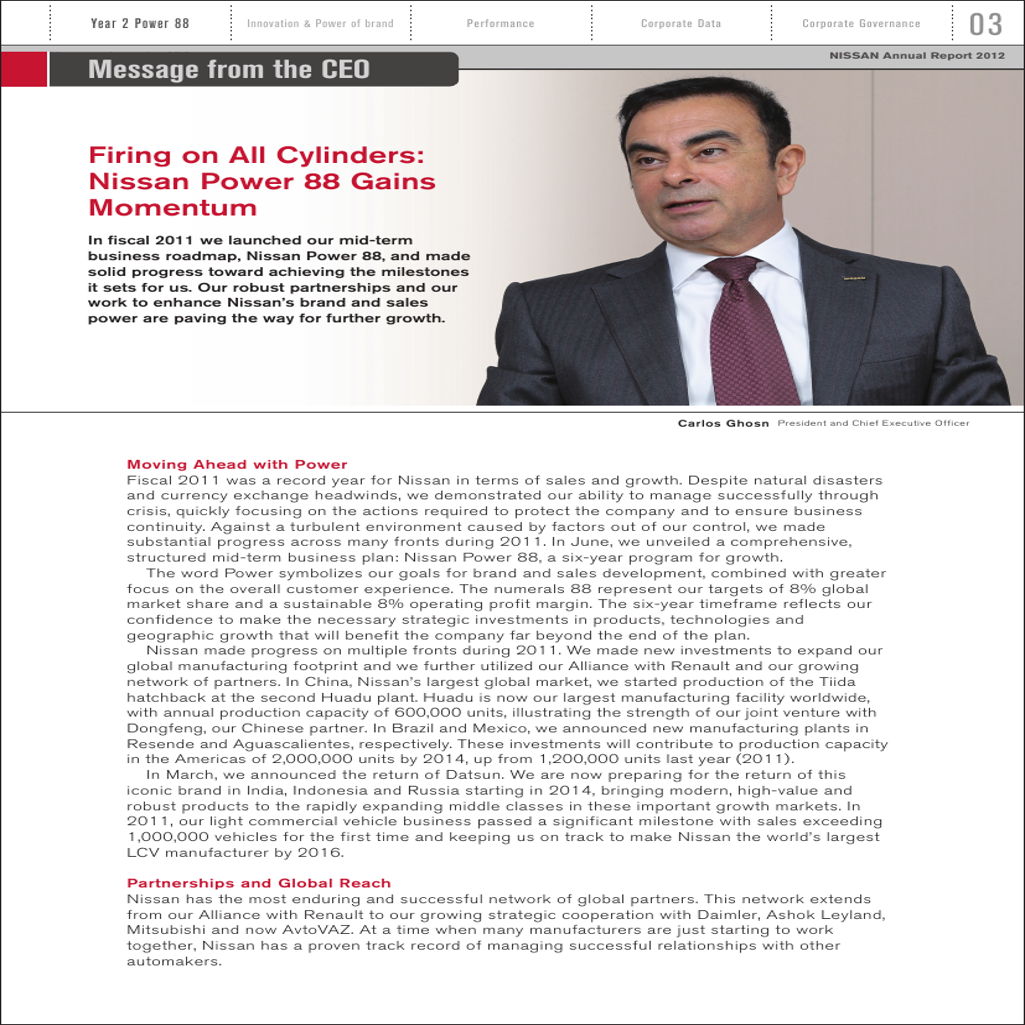 Year 2 Power 88
Innovation & Power of brand
Performance
Corporate Data
Corporate Governance
03
NISSAN Annual Report 2012
Message from the CEO
Firing on All Cylinders:
Nissan Power 88 Gains
Momentum
In fiscal 2011 we launched our mid-term
business roadmap, Nissan Power 88, and made
solid progress toward achieving the milestones
it sets for us. Our robust partnerships and our
work to enhance Nissan's brand and sales
power are paving the way for further growth.
Carlos Ghosn President and Chief Executive Officer
Moving Ahead with Power
Fiscal 2011 was a record year for Nissan in terms of sales and growth. Despite natural disasters
and currency exchange headwinds, we demonstrated our ability to manage successfully through
crisis, quickly focusing on the actions required to protect the company and to ensure business
continuity. Against a turbulent environment caused by factors out of our control, we made
substantial progress across many fronts during 2011. In June, we unveiled a comprehensive,
structured mid-term business plan: Nissan Power 88, a six-year program for growth.
The word Power symbolizes our goals for brand and sales development, combined with greater
focus on the overall customer experience. The numerals 88 represent our targets of 8% global
market share and a sustainable 8% operating profit margin. The six-year timeframe reflects our
confidence to make the necessary strategic investments in products, technologies and
geographic growth that will benefit the company far beyond the end of the plan.
Nissan made progress on multiple fronts during 2011. We made new investments to expand our
global manufacturing footprint and we further utilized our Alliance with Renault and our growing
network of partners. In China, Nissan's largest global market, we started production of the Tiida
hatchback at the second Huadu plant. Huadu is now our largest manufacturing facility worldwide,
with annual production capacity of 600,000 units, illustrating the strength of our joint venture with
Dongfeng, our Chinese partner. In Brazil and Mexico, we announced new manufacturing plants in
Resende and Aguascalientes, respectively. These investments will contribute to production capacity
in the Americas of 2,000,000 units by 2014, up from 1,200,000 units last year (2011).
In March, we announced the return of Datsun. We are now preparing for the return of this
iconic brand in India, Indonesia and Russia starting in 2014, bringing modern, high-value and
robust products to the rapidly expanding middle classes in these important growth markets. In
2011, our light commercial vehicle business passed a significant milestone with sales exceeding
1,000,000 vehicles for the first time and keeping us on track to make Nissan the world's largest
LCV manufacturer by 2016.
Partnerships and Global Reach
Nissan has the most enduring and successful network of global partners. This network extends
from our Alliance with Renault to our growing strategic cooperation with Daimler, Ashok Leyland,
Mitsubishi and now AvtoVAZ. At a time when many manufacturers are just starting to work
together, Nissan has a proven track record of managing successful relationships with other
automakers.